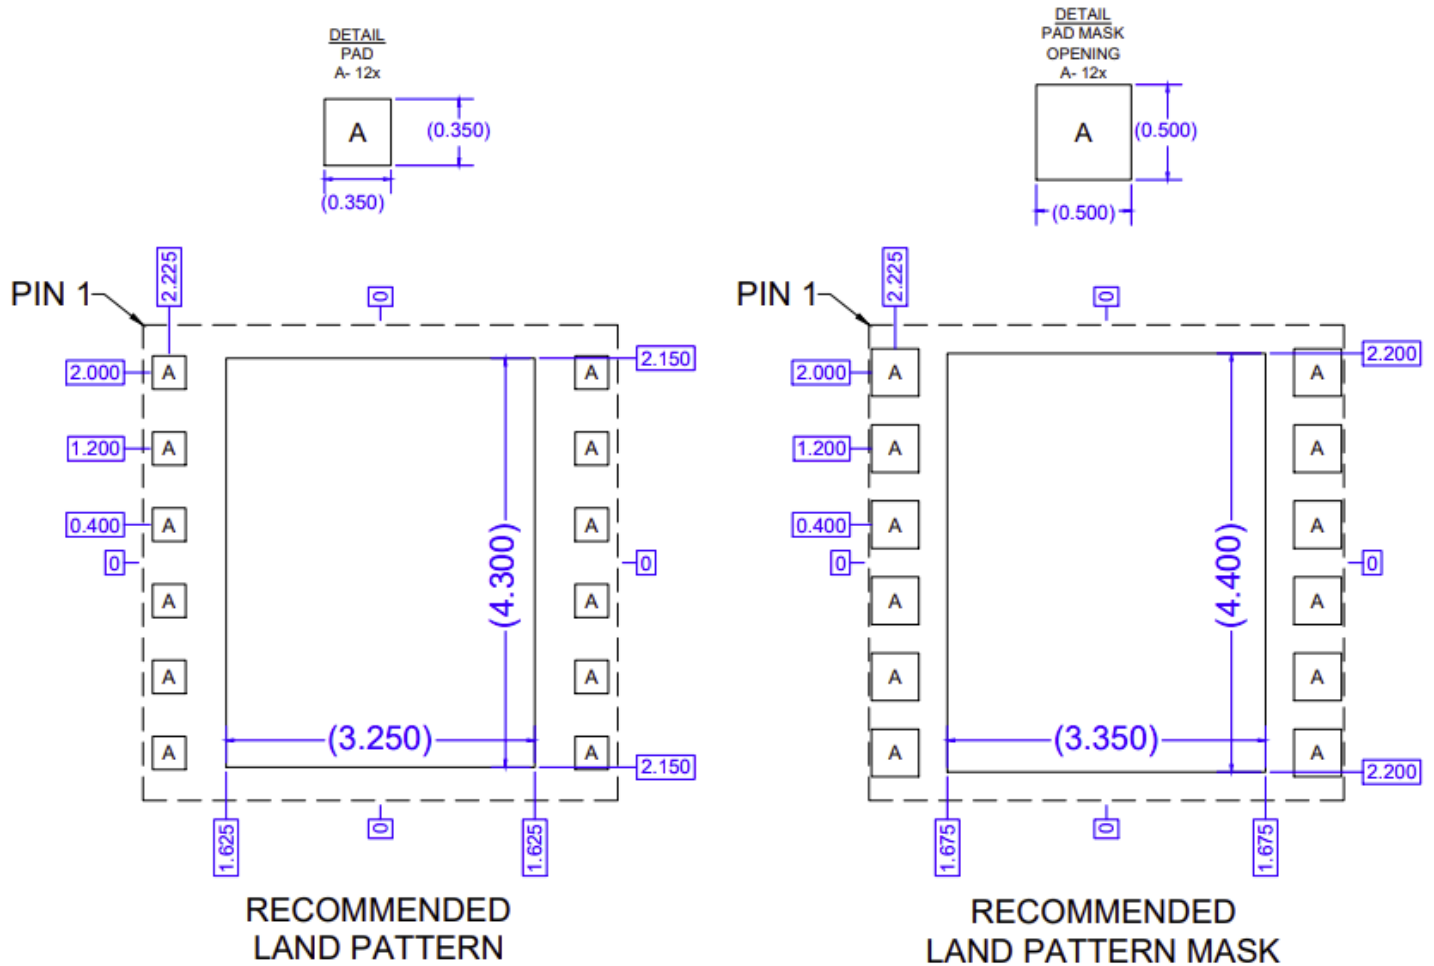 DETAIL
PAD
A- 12x
A
(0.350)
(0.350)
DETAIL
PAD MASK
OPENING
A- 12x
A
(0.500)
(0.500)
PIN 1
2.225
0
2.000
A
A
2.150
1.200
A
A
0.400
A
A
0
0
A
A
A
A
A
A
(4.300)
(3.250)
2.150
1.625
0
1.625
RECOMMENDED
LAND PATTERN
PIN 1
2.225
0
2.000
A
A
2.200
1.200
A
A
0.400
A
A
0
0
A
A
A
A
A
A
(4.400)
(3.350)
2.200
1.675
0
1.675
RECOMMENDED
LAND PATTERN MASK